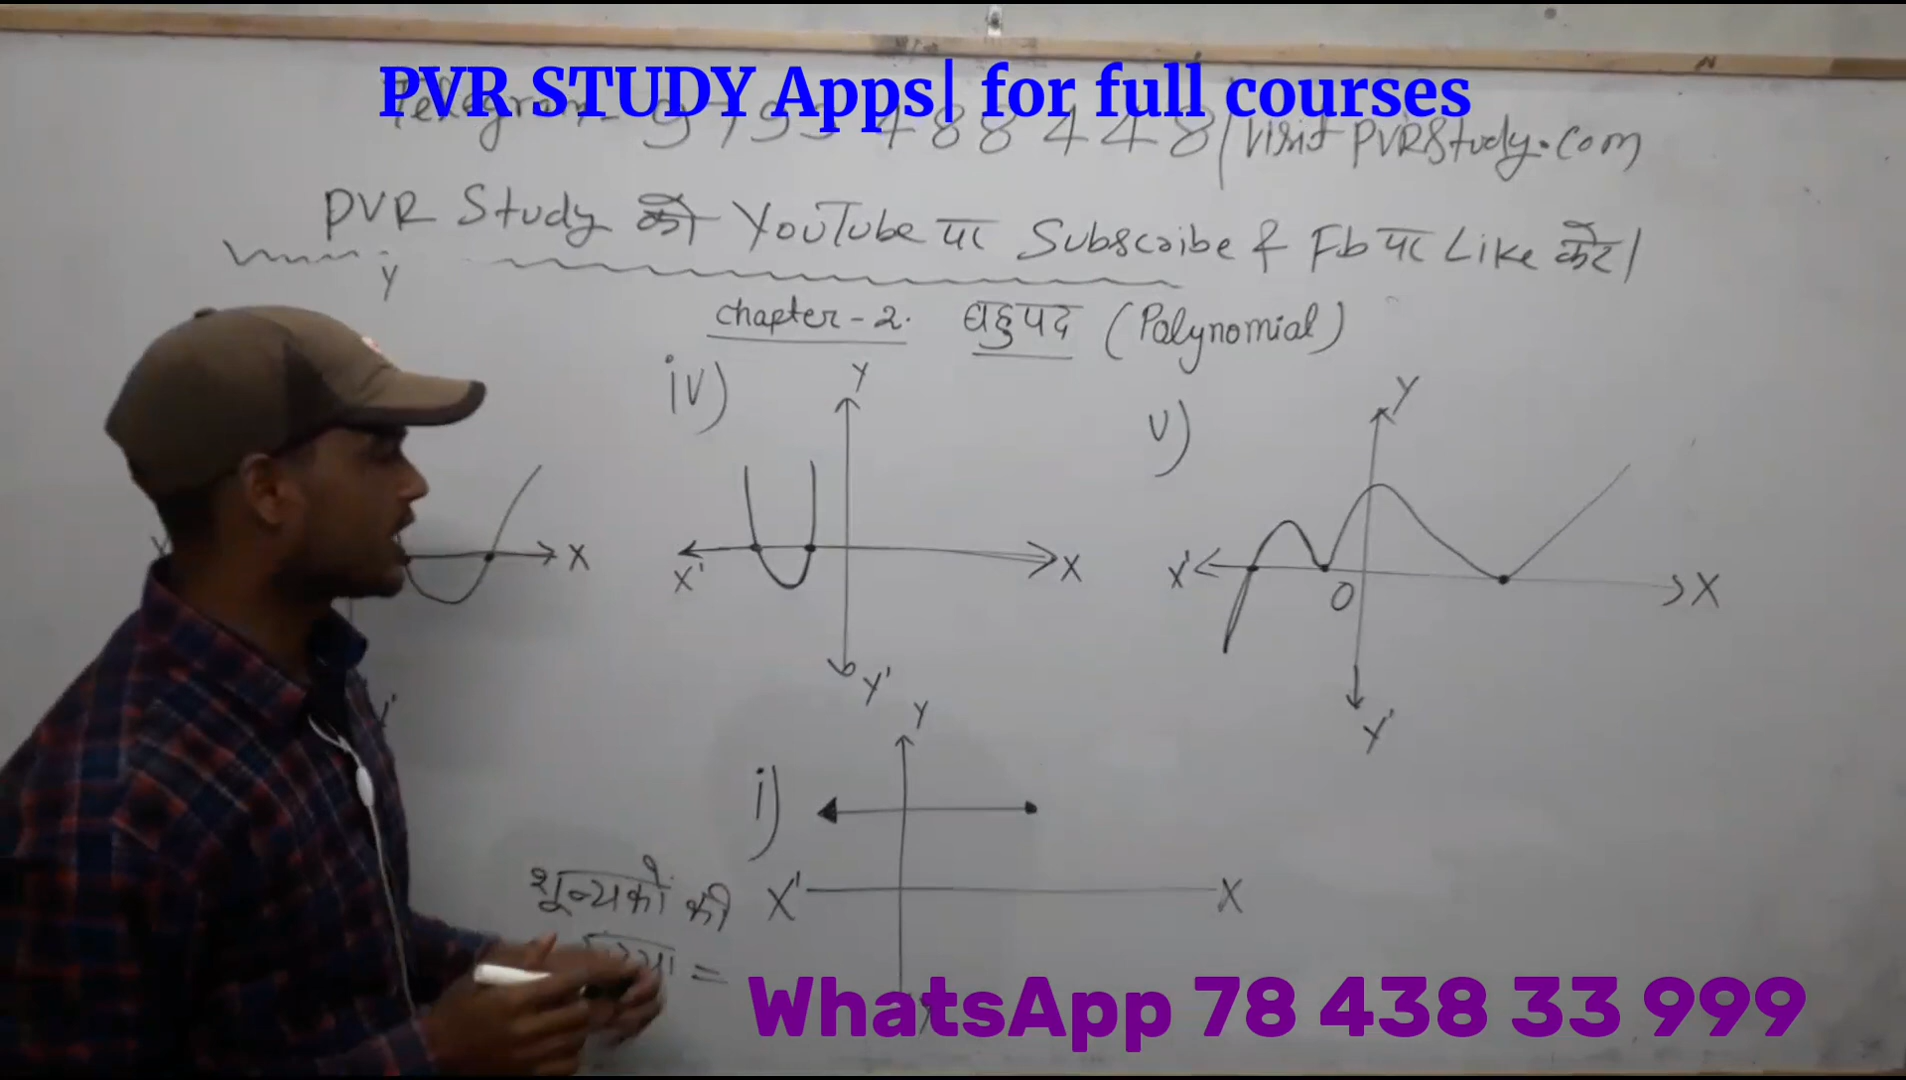 PVR STUDY Apps| for full courses
Telegram - 9793488448/visit PVRStudy.com
PVR Study को YouTube पर Subscribe & Fb पर Like करें।
Chapter-2. बहुपद (Polynomial)
Y
iv)
Y
v)
Y
X
X'
X
X'
O
X
Y'
Y'
Y'
i)
Y
शून्यकों की
X'
X
=
WhatsApp 78 438 33 999